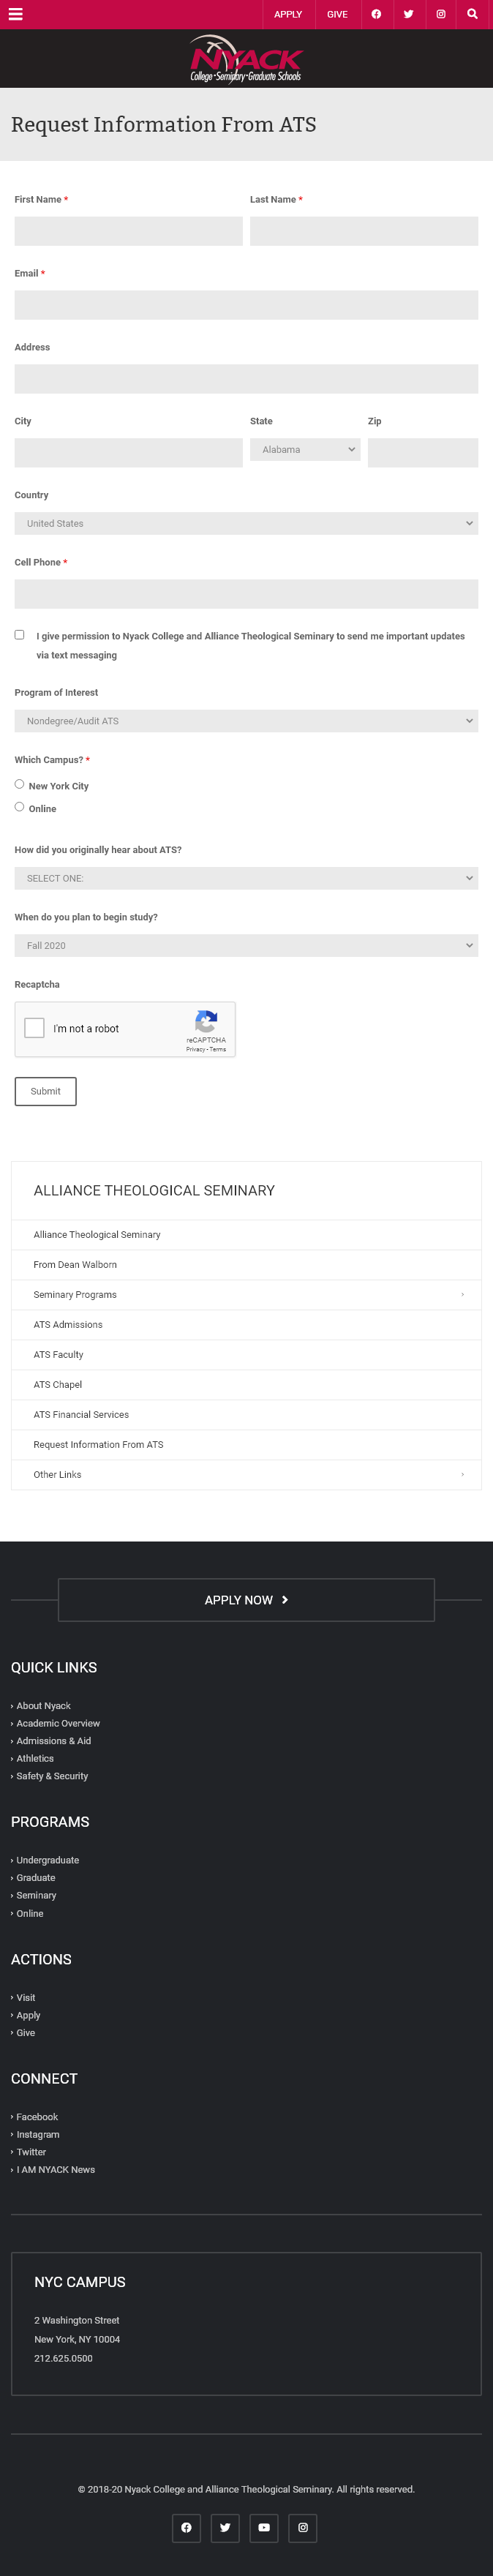 APPLY GIVE
NYACK
College • Seminary • Graduate Schools
Request Information From ATS
First Name * Last Name *
Email *
Address
City State Zip
Alabama
Country
United States
Cell Phone *
I give permission to Nyack College and Alliance Theological Seminary to send me important updates
via text messaging
Program of Interest
Nondegree/Audit ATS
Which Campus? *
New York City
Online
How did you originally hear about ATS?
SELECT ONE:
When do you plan to begin study?
Fall 2020
Recaptcha
I'm not a robot
reCAPTCHA
Privacy - Terms
Submit
ALLIANCE THEOLOGICAL SEMINARY
Alliance Theological Seminary
From Dean Walborn
Seminary Programs
ATS Admissions
ATS Faculty
ATS Chapel
ATS Financial Services
Request Information From ATS
Other Links
APPLY NOW
QUICK LINKS
About Nyack
Academic Overview
Admissions & Aid
Athletics
Safety & Security
PROGRAMS
Undergraduate
Graduate
Seminary
Online
ACTIONS
Visit
Apply
Give
CONNECT
Facebook
Instagram
Twitter
I AM NYACK News
NYC CAMPUS
2 Washington Street
New York, NY 10004
212.625.0500
© 2018-20 Nyack College and Alliance Theological Seminary. All rights reserved.